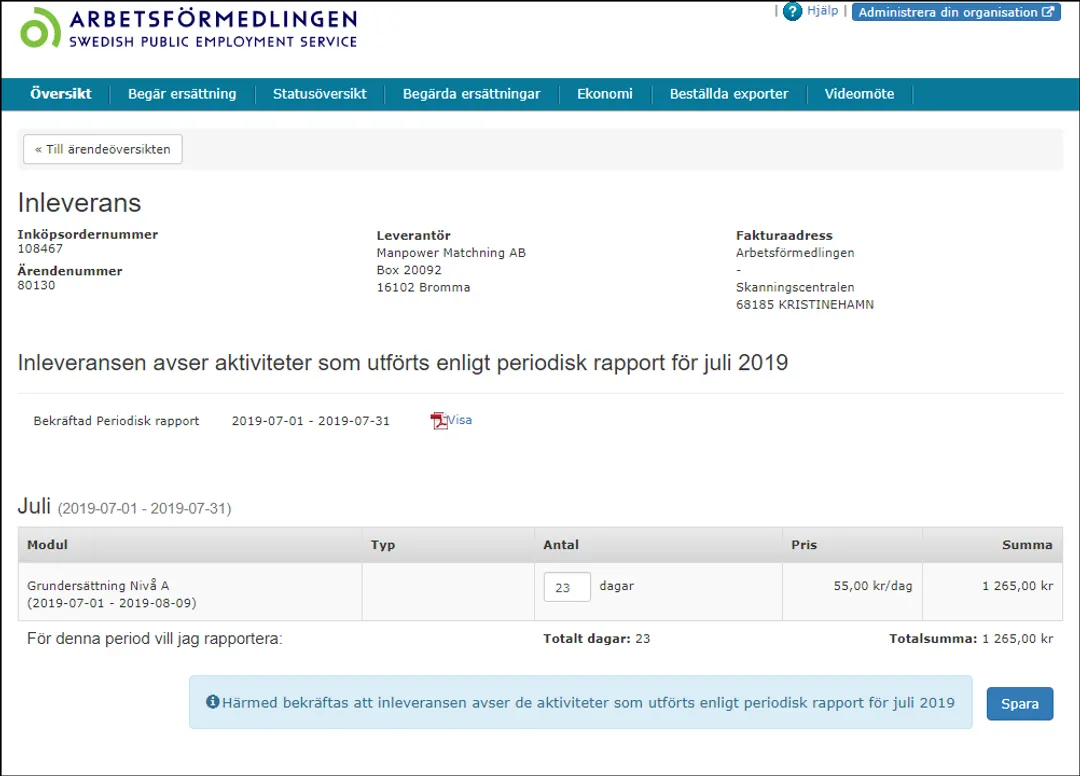 ARBETSFÖRMEDLINGEN
SWEDISH PUBLIC EMPLOYMENT SERVICE
| ? Hjälp | Administrera din organisation
Översikt Begär ersättning Statusöversikt Begärda ersättningar Ekonomi Beställda exporter Videomöte
« Till ärendeöversikten
Inleverans
Inköpsordernummer
108467
Ärendenummer
80130
Leverantör
Manpower Matchning AB
Box 20092
16102 Bromma
Fakturaadress
Arbetsförmedlingen
-
Skanningscentralen
68185 KRISTINEHAMN
Inleveransen avser aktiviteter som utförts enligt periodisk rapport för juli 2019
Bekräftad Periodisk rapport 2019-07-01 - 2019-07-31 Visa
Juli (2019-07-01 - 2019-07-31)
Modul Typ Antal Pris Summa
Grundersättning Nivå A 23 dagar 55,00 kr/dag 1 265,00 kr
(2019-07-01 - 2019-08-09)
För denna period vill jag rapportera: Totalt dagar: 23 Totalsumma: 1 265,00 kr
Härmed bekräftas att inleveransen avser de aktiviteter som utförts enligt periodisk rapport för juli 2019 Spara